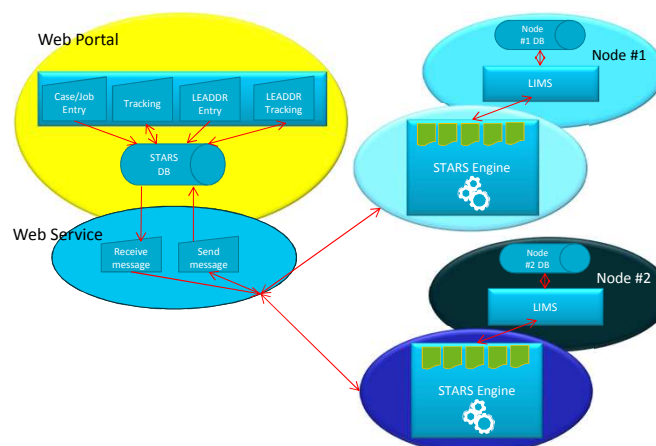 Web Portal
Case/Job
Entry
Tracking
LEADDR
Entry
LEADDR
Tracking
STARS
DB
Web Service
Receive
message
Send
message
Node
#1 DB
Node #1
LIMS
STARS Engine
Node
#2 DB
Node #2
LIMS
STARS Engine